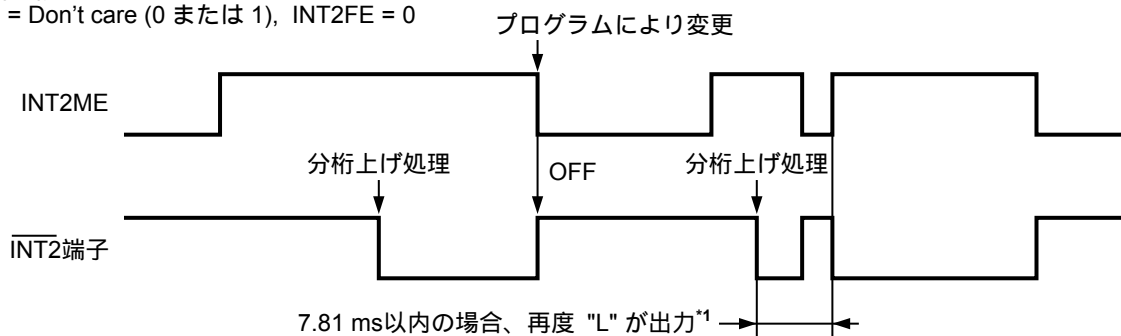 = Don't care (0 または 1), INT2FE = 0
プログラムにより変更
INT2ME
分桁上げ処理
OFF
分桁上げ処理
INT2端子
7.81 ms以内の場合、再度 "L" が出力*1